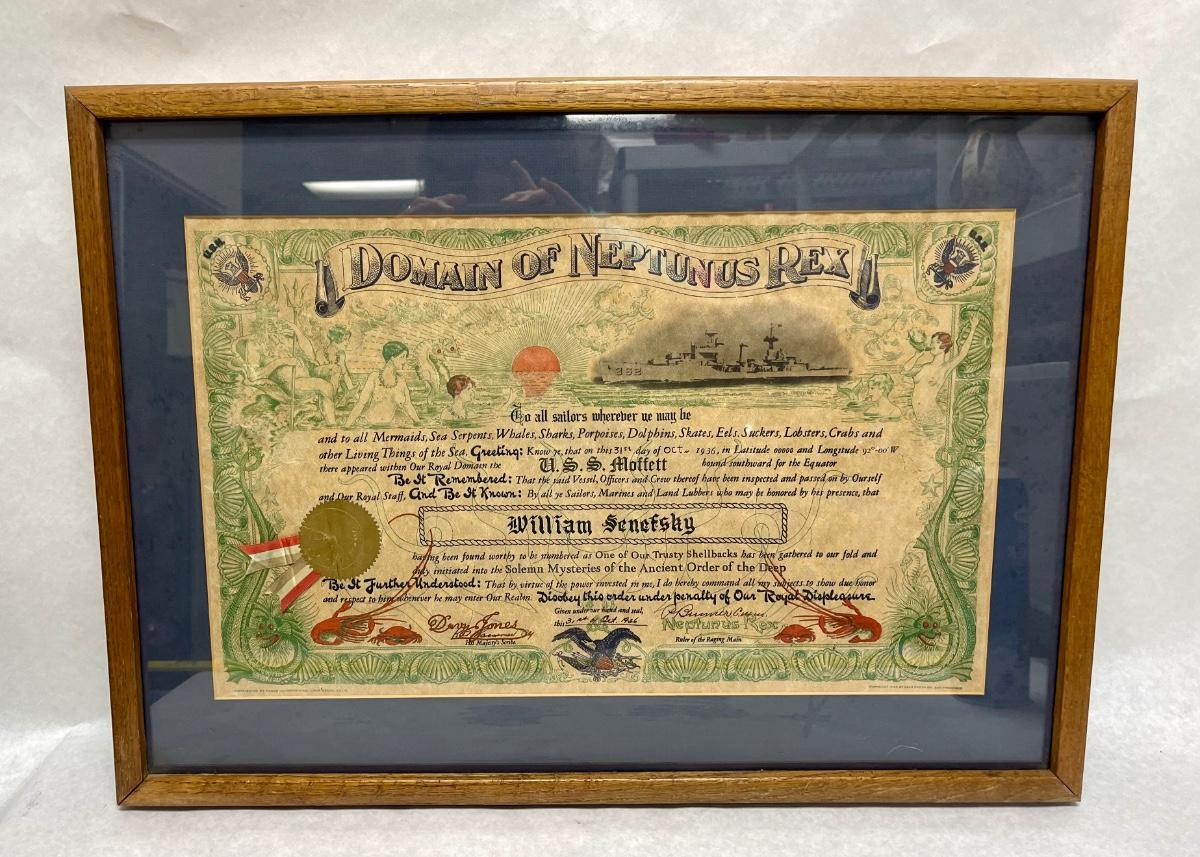 U.S.N.
U.S.N.
DOMAIN OF NEPTUNUS REX
362
To all sailors wherever ye may be
and to all Mermaids, Sea Serpents, Whales, Sharks, Porpoises, Dolphins, Skates, Eels, Suckers, Lobsters, Crabs and
other Living Things of the Sea. Greeting: Know ye, that on this 31st day of OCT. 1936, in Latitude 00000 and Longitude 92°-00'W
there appeared within Our Royal Domain the U.S.S. Moffett bound southward for the Equator
Be It Remembered: That the said Vessel, Officers and Crew thereof have been inspected and passed on by Ourself
and Our Royal Staff, And Be It Known: By all ye Sailors, Marines and Land Lubbers who may be honored by his presence, that
William Senefsky
having been found worthy to be numbered as One of Our Trusty Shellbacks has been gathered to our fold and
duly initiated into the Solemn Mysteries of the Ancient Order of the Deep
Be It Further Understood: That by virtue of the power invested in me, I do hereby command all my subjects to show due honor
and respect to him whenever he may enter Our Realm. Disobey this order under penalty of Our Royal Displeasure.
Given under our hand and seal,
this 31st of Oct. 1936
Davy Jones
His Majesty's Scribe
Neptunus Rex
Ruler of the Raging Main